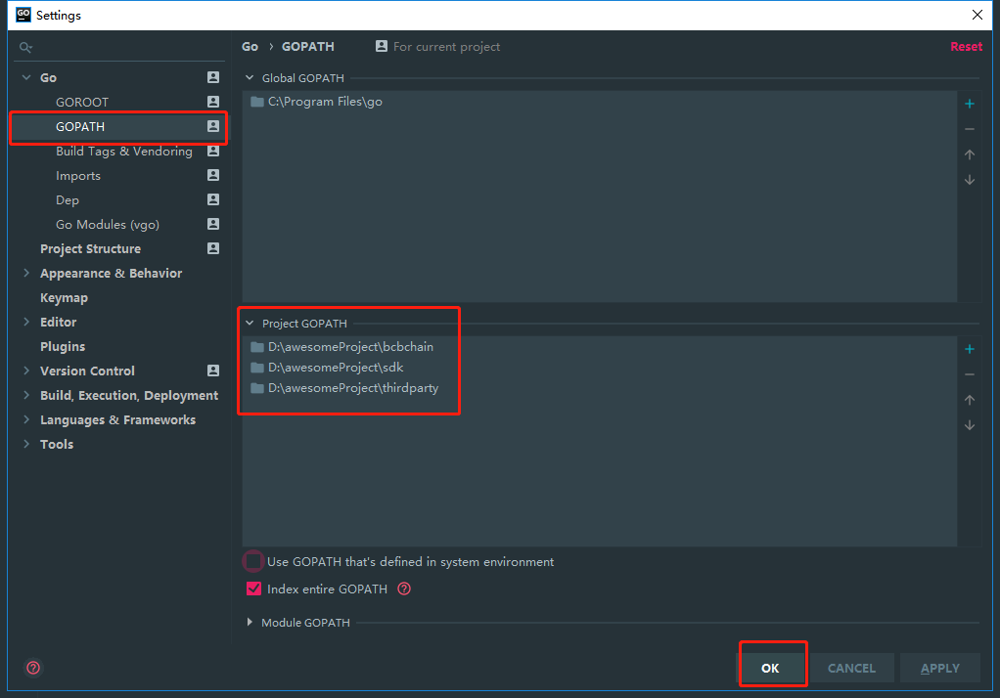 GO Settings
Go › GOPATH For current project Reset
Go
GOROOT
GOPATH
Build Tags & Vendoring
Imports
Dep
Go Modules (vgo)
Project Structure
Appearance & Behavior
Keymap
Editor
Plugins
Version Control
Build, Execution, Deployment
Languages & Frameworks
Tools
Global GOPATH
C:\Program Files\go
Project GOPATH
D:\awesomeProject\bcbchain
D:\awesomeProject\sdk
D:\awesomeProject\thirdparty
Use GOPATH that's defined in system environment
Index entire GOPATH ?
Module GOPATH
? OK CANCEL APPLY